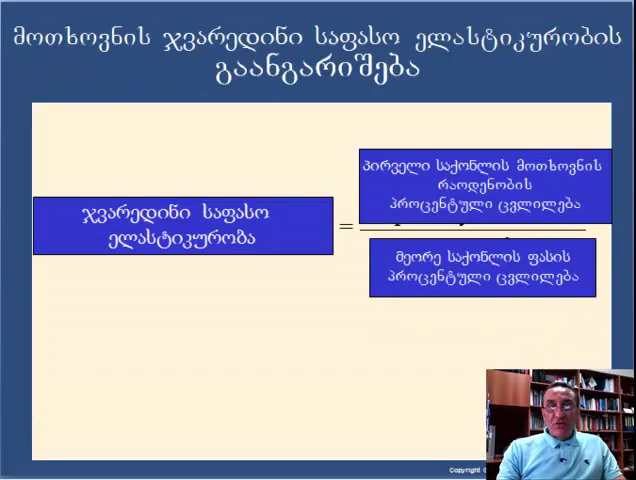 მოთხოვნის ჯვარედინი საფასო ელასტიკურობის
გაანგარიშება
პირველი საქონლის მოთხოვნის
რაოდენობის
პროცენტული ცვლილება
ჯვარედინი საფასო
ელასტიკურობა
=
მეორე საქონლის ფასის
პროცენტული ცვლილება
Copyright